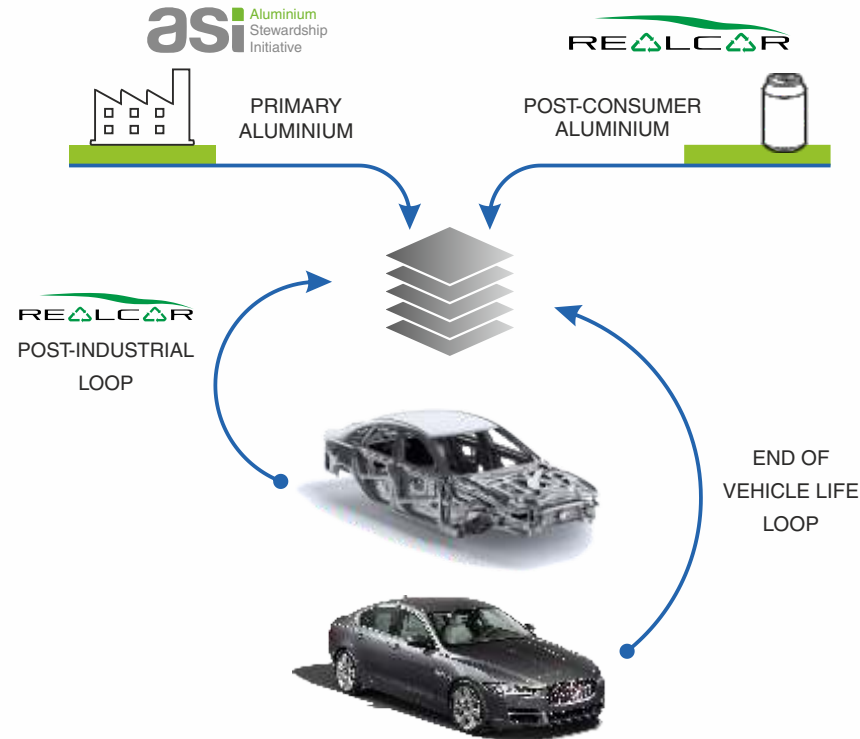 asi
Aluminium
Stewardship
Initiative
REALCAR
PRIMARY
ALUMINIUM
POST-CONSUMER
ALUMINIUM
REALCAR
POST-INDUSTRIAL
LOOP
END OF
VEHICLE LIFE
LOOP